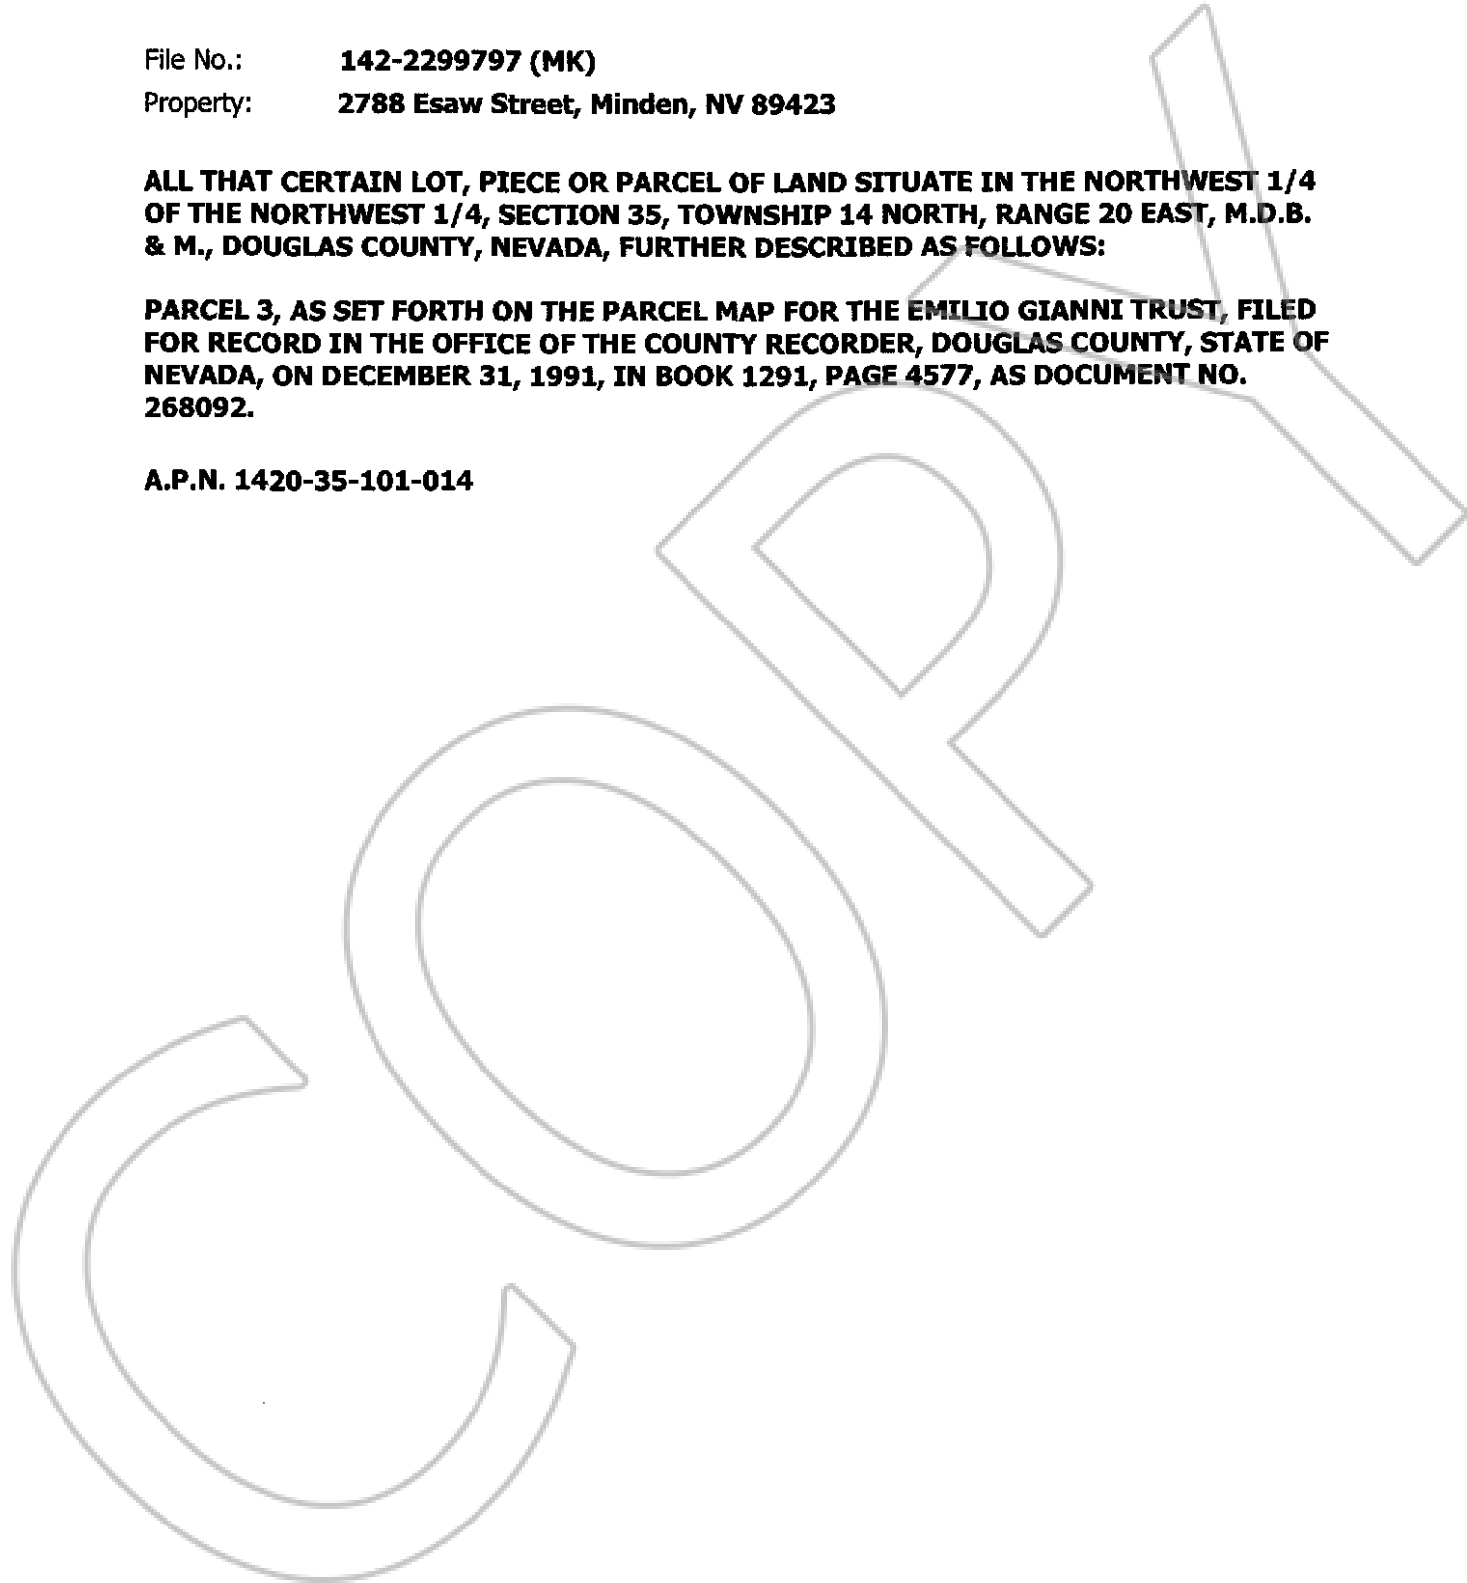 File No.: 142-2299797 (MK)
Property: 2788 Esaw Street, Minden, NV 89423
ALL THAT CERTAIN LOT, PIECE OR PARCEL OF LAND SITUATE IN THE NORTHWEST 1/4
OF THE NORTHWEST 1/4, SECTION 35, TOWNSHIP 14 NORTH, RANGE 20 EAST, M.D.B.
& M., DOUGLAS COUNTY, NEVADA, FURTHER DESCRIBED AS FOLLOWS:
PARCEL 3, AS SET FORTH ON THE PARCEL MAP FOR THE EMILIO GIANNI TRUST, FILED
FOR RECORD IN THE OFFICE OF THE COUNTY RECORDER, DOUGLAS COUNTY, STATE OF
NEVADA, ON DECEMBER 31, 1991, IN BOOK 1291, PAGE 4577, AS DOCUMENT NO.
268092.
A.P.N. 1420-35-101-014
COPY